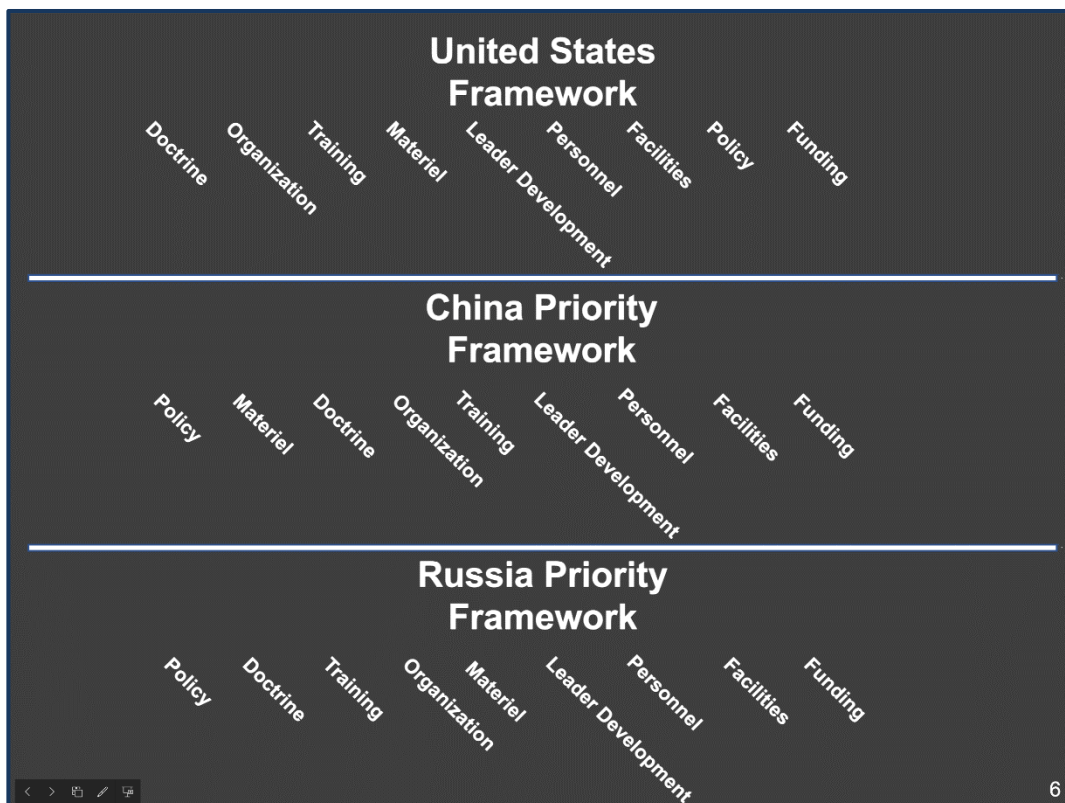 United States
Framework
Doctrine
Organization
Training
Materiel
Leader Development
Personnel
Facilities
Policy
Funding
China Priority
Framework
Policy
Materiel
Doctrine
Organization
Training
Leader Development
Personnel
Facilities
Funding
Russia Priority
Framework
Policy
Doctrine
Training
Organization
Materiel
Leader Development
Personnel
Facilities
Funding
6